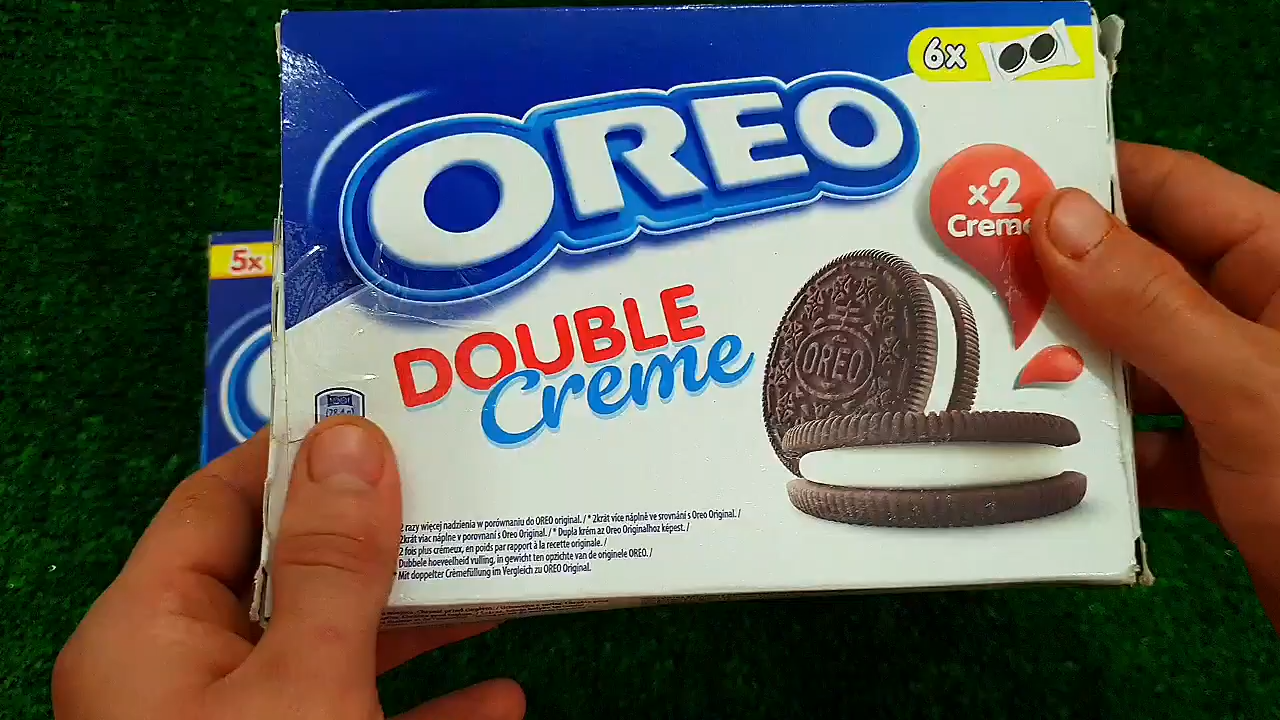 6x
OREO
x2
Creme
5x
DOUBLE
Creme
OREO
2 razy więcej nadzienia w porównaniu do OREO original. / * 2krát více náplně ve srovnání s Oreo Original. /
2krát viac náplne v porovnaní s Oreo Original. / * Dupla krém az Oreo Originalhoz képest. /
2 fois plus crémeux, en poids par rapport à la recette originale. /
Dubbele hoeveelheid vulling, in gewicht ten opzichte van de originele OREO. /
* Mit doppelter Crèmefüllung im Vergleich zu OREO Original.